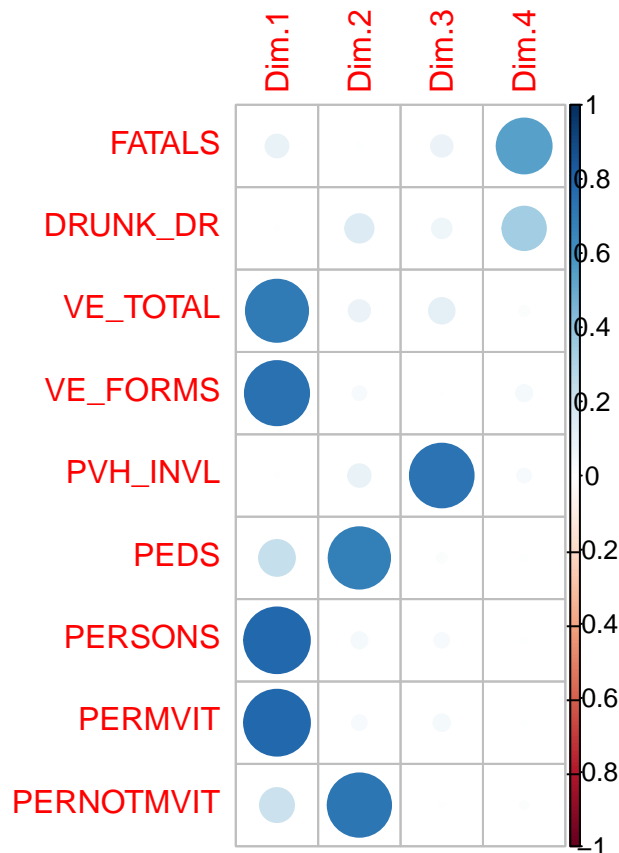 Dim.1 Dim.2 Dim.3 Dim.4
FATALS
DRUNK_DR
VE_TOTAL
VE_FORMS
PVH_INVL
PEDS
PERSONS
PERMVIT
PERNOTMVIT
1
0.8
0.6
0.4
0.2
0
-0.2
-0.4
-0.6
-0.8
-1